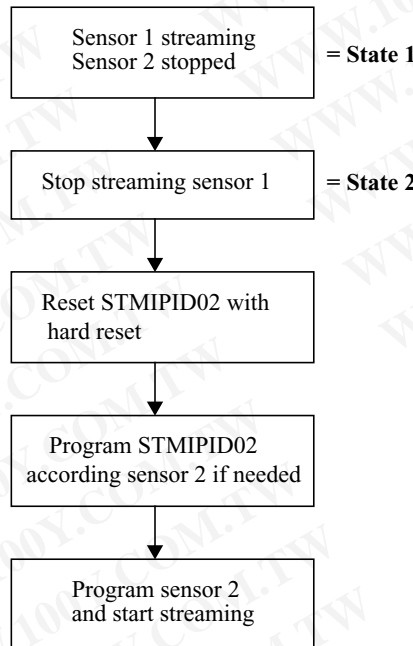 Sensor 1 streaming
Sensor 2 stopped
= State 1
Stop streaming sensor 1
= State 2
Reset STMIPID02 with
hard reset
Program STMIPID02
according sensor 2 if needed
Program sensor 2
and start streaming